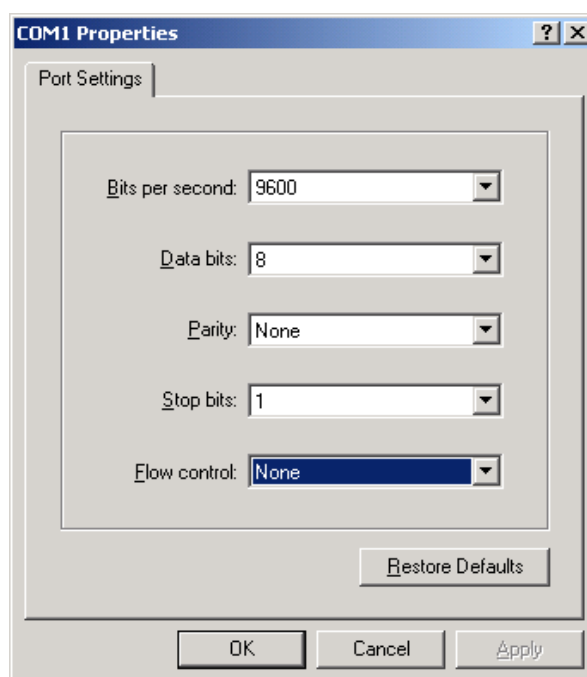 COM1 Properties
Port Settings
Bits per second: 9600
Data bits: 8
Parity: None
Stop bits: 1
Flow control: None
Restore Defaults
OK Cancel Apply